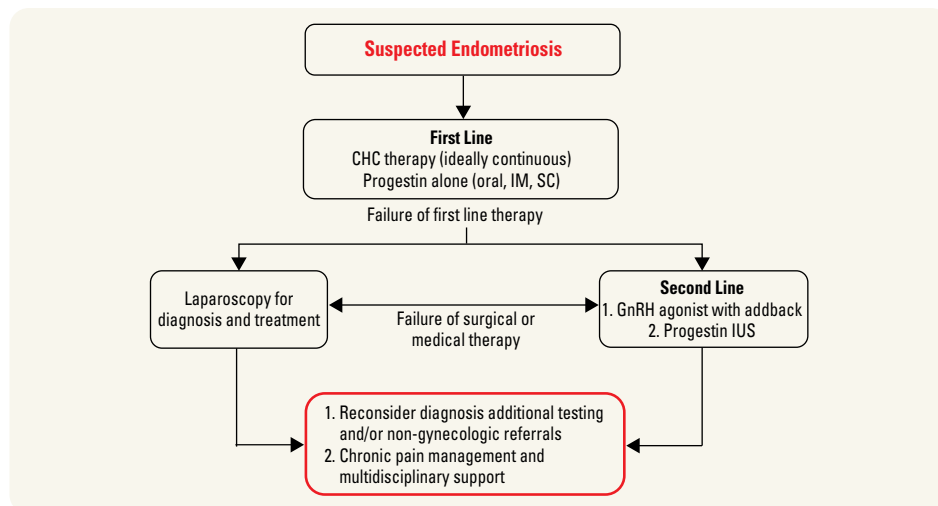 Suspected Endometriosis
First Line
CHC therapy (ideally continuous)
Progestin alone (oral, IM, SC)
Failure of first line therapy
Laparoscopy for
diagnosis and treatment
Failure of surgical or
medical therapy
Second Line
1. GnRH agonist with addback
2. Progestin IUS
1. Reconsider diagnosis additional testing
and/or non-gynecologic referrals
2. Chronic pain management and
multidisciplinary support